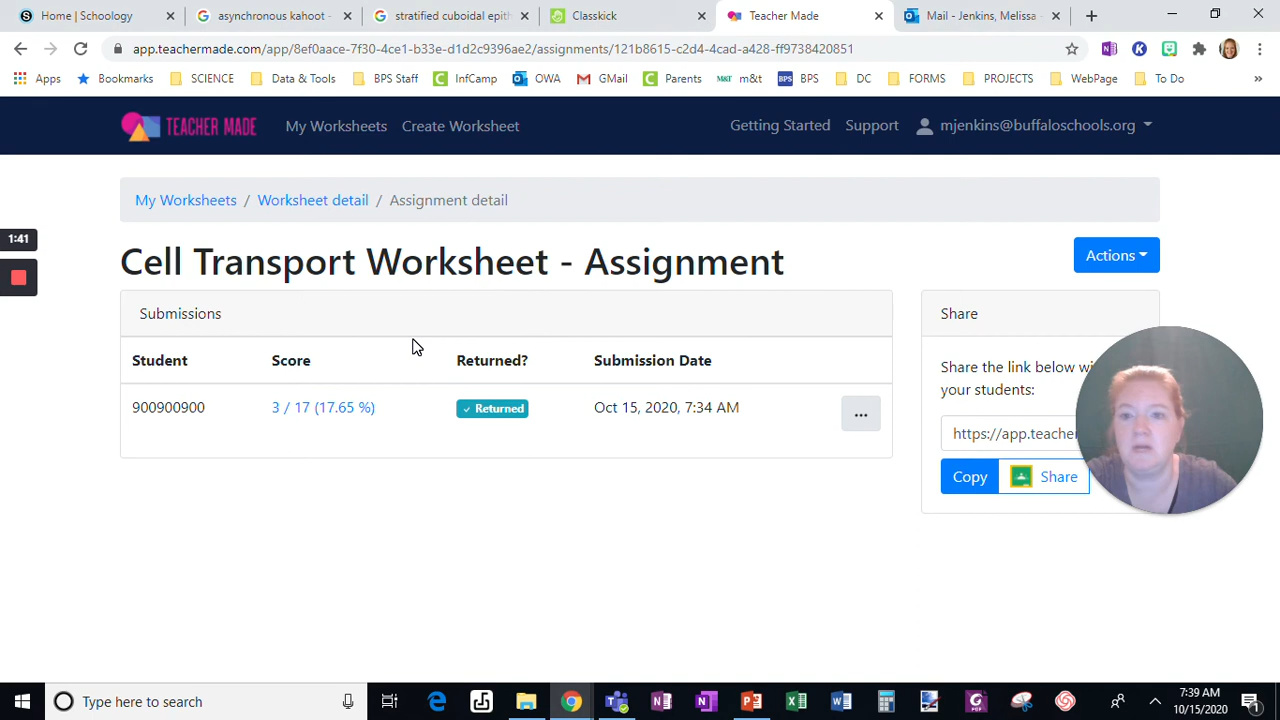 Home | Schoology
asynchronous kahoot -
stratified cuboidal epith
Classkick
Teacher Made
Mail - Jenkins, Melissa -
app.teachermade.com/app/8ef0aace-7f30-4ce1-b33e-d1d2c9396ae2/assignments/121b8615-c2d4-4cad-a428-ff9738420851
Apps
Bookmarks
SCIENCE
Data & Tools
BPS Staff
InfCamp
OWA
GMail
Parents
M&T m&t
BPS BPS
DC
FORMS
PROJECTS
WebPage
To Do
»
TEACHER MADE
My Worksheets
Create Worksheet
Getting Started
Support
mjenkins@buffaloschools.org
My Worksheets / Worksheet detail / Assignment detail
1:41
Cell Transport Worksheet - Assignment
Actions
Submissions
Share
Student Score Returned? Submission Date
Share the link below wi
your students:
900900900 3 / 17 (17.65 %) ✓ Returned Oct 15, 2020, 7:34 AM ...
https://app.teacher
Copy
Share
Type here to search
7:39 AM
10/15/2020